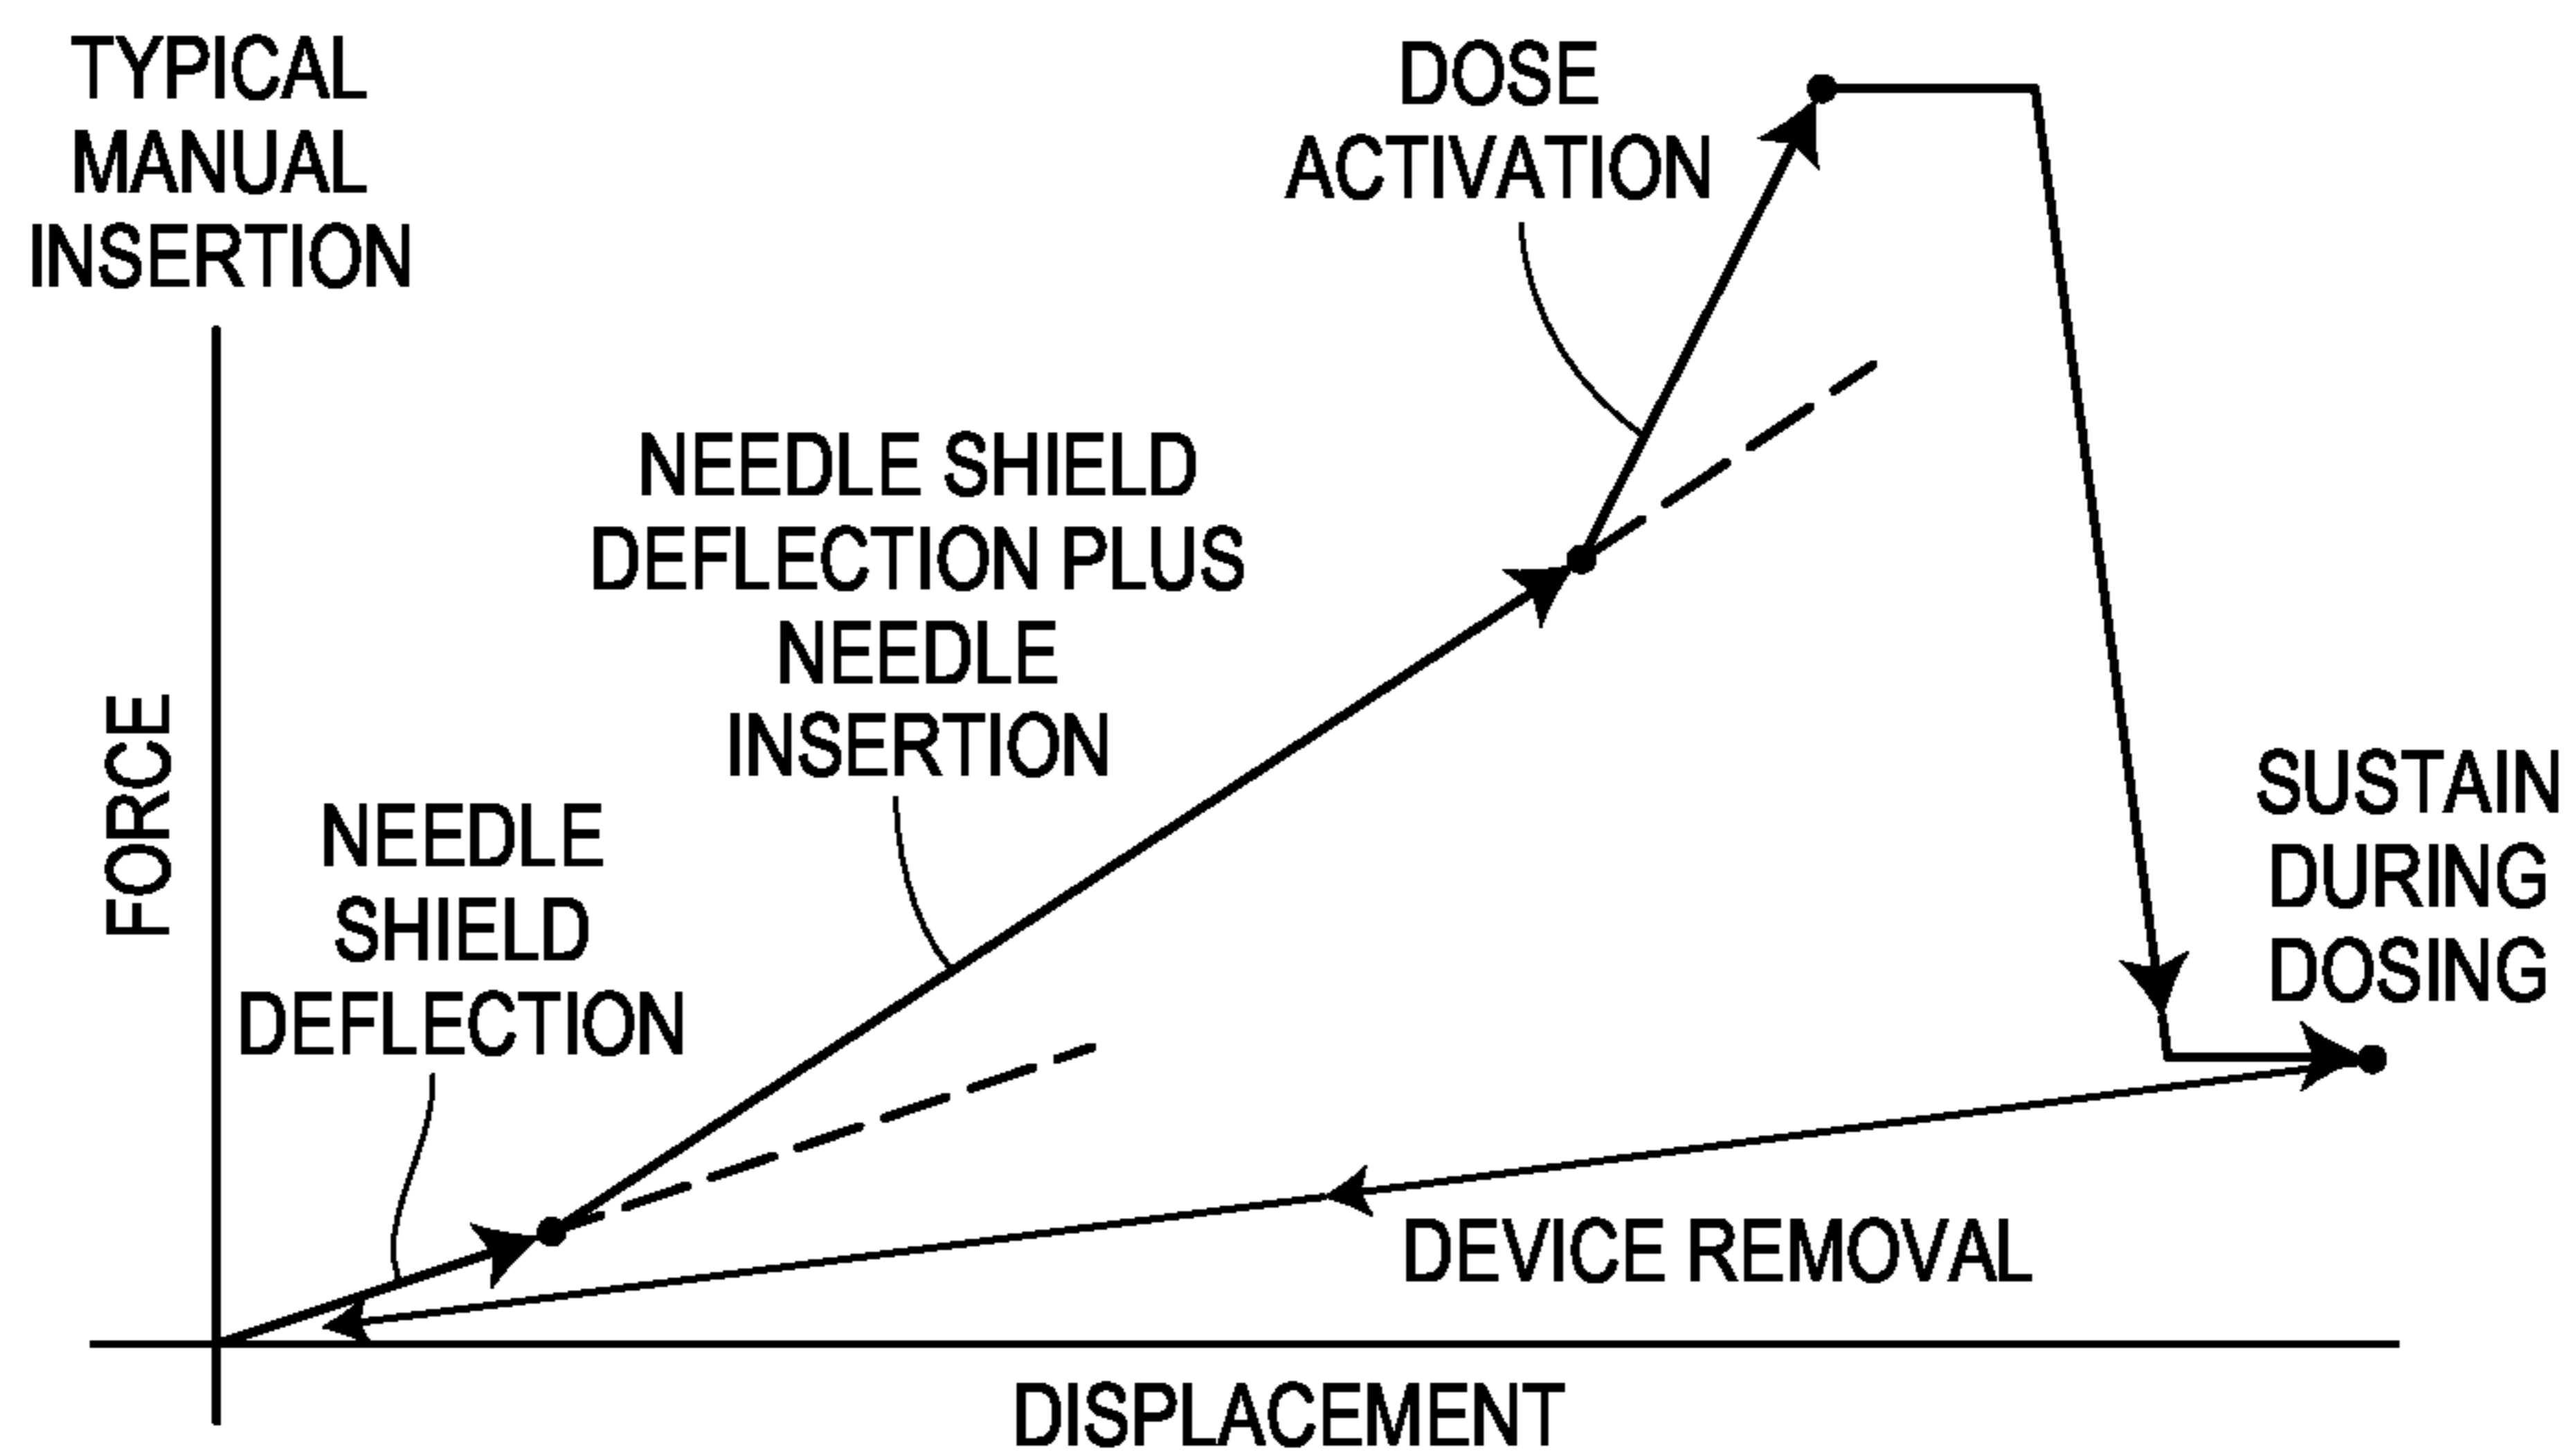 TYPICAL
MANUAL
INSERTION
DOSE
ACTIVATION
NEEDLE SHIELD
DEFLECTION PLUS
NEEDLE
INSERTION
FORCE
NEEDLE
SHIELD
DEFLECTION
SUSTAIN
DURING
DOSING
DEVICE REMOVAL
DISPLACEMENT